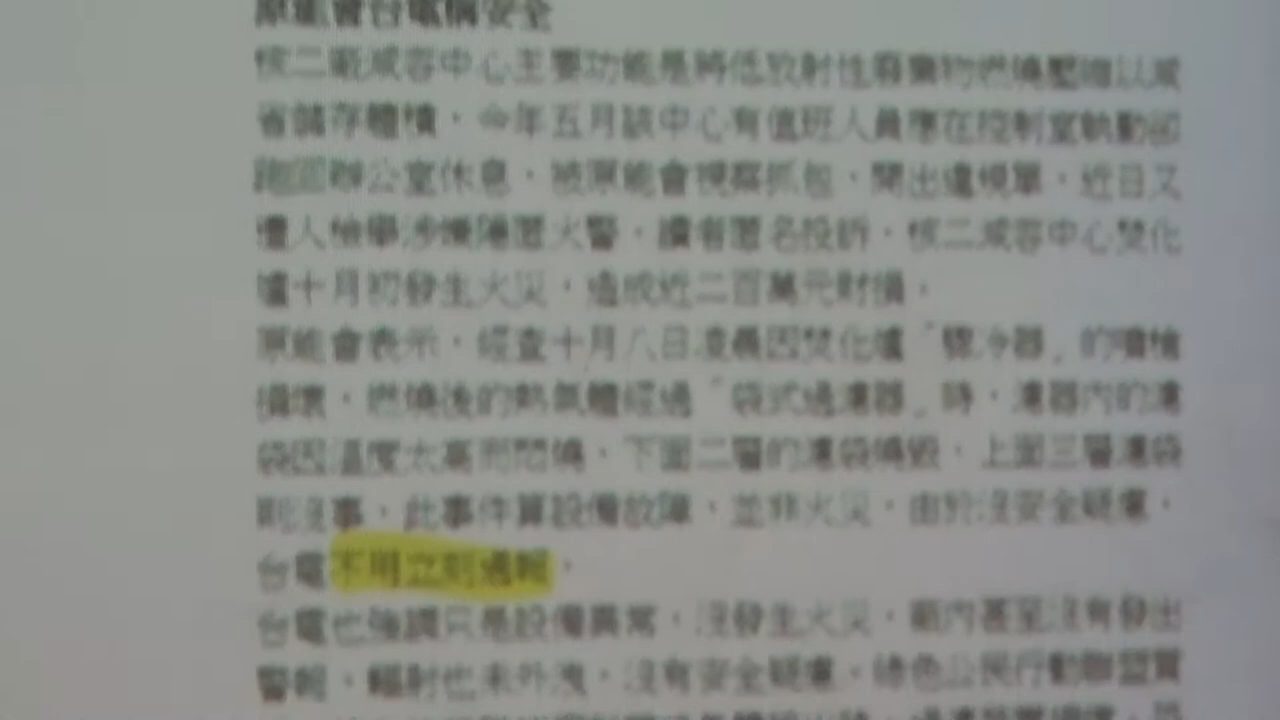 原能會台電稱安全
核二廠減容中心主要功能是將低放射性廢棄物燃燒壓縮以減
省儲存體積，今年五月該中心有值班人員應在控制室執勤卻
跑回辦公室休息，被原能會視察抓包，開出違規單，近日又
遭人檢舉涉嫌隱匿火警，讀者匿名投訴，核二減容中心焚化
爐十月初發生火災，造成近二百萬元財損。
原能會表示，經查十月八日凌晨因焚化爐「驟冷器」的噴槍
損壞，燃燒後的熱氣體經過「袋式過濾器」時，濾器內的濾
袋因溫度太高而悶燒，下面二層的濾袋燒毀，上面三層濾袋
則沒事，此事件算設備故障，並非火災，由於沒安全疑慮，
台電不用立刻通報。
台電也強調只是設備異常，沒發生火災，廠內甚至沒有發出
警報，輻射也未外洩，沒有安全疑慮。綠色公民行動聯盟質